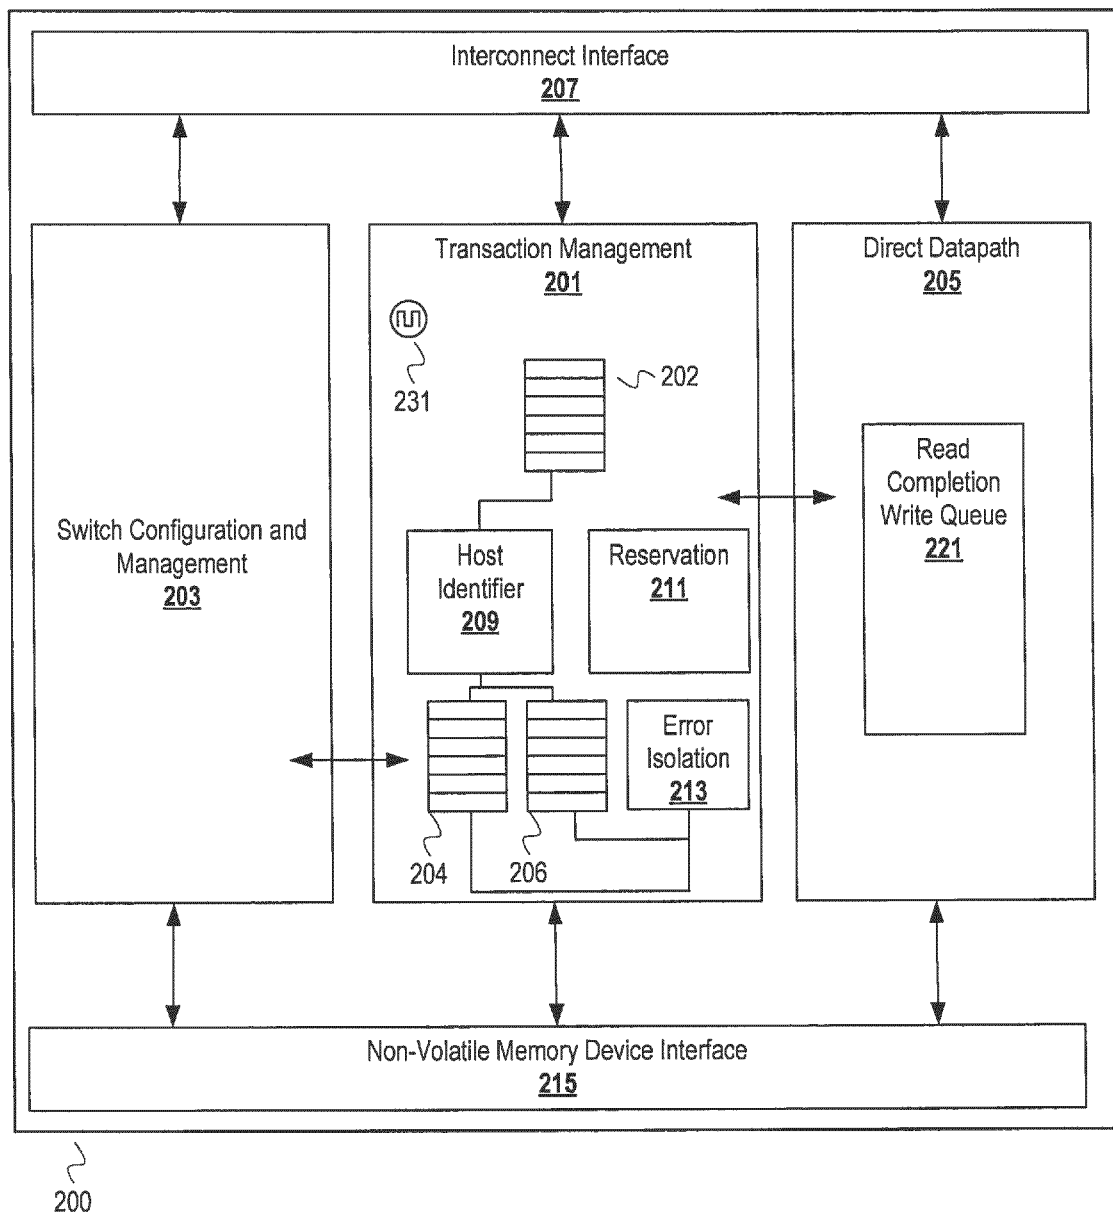 Interconnect Interface
207
Transaction Management
201
Direct Datapath
205
231
202
Read
Completion
Write Queue
221
Switch Configuration and
Management
203
Host
Identifier
209
Reservation
211
Error
Isolation
213
204
206
Non-Volatile Memory Device Interface
215
200